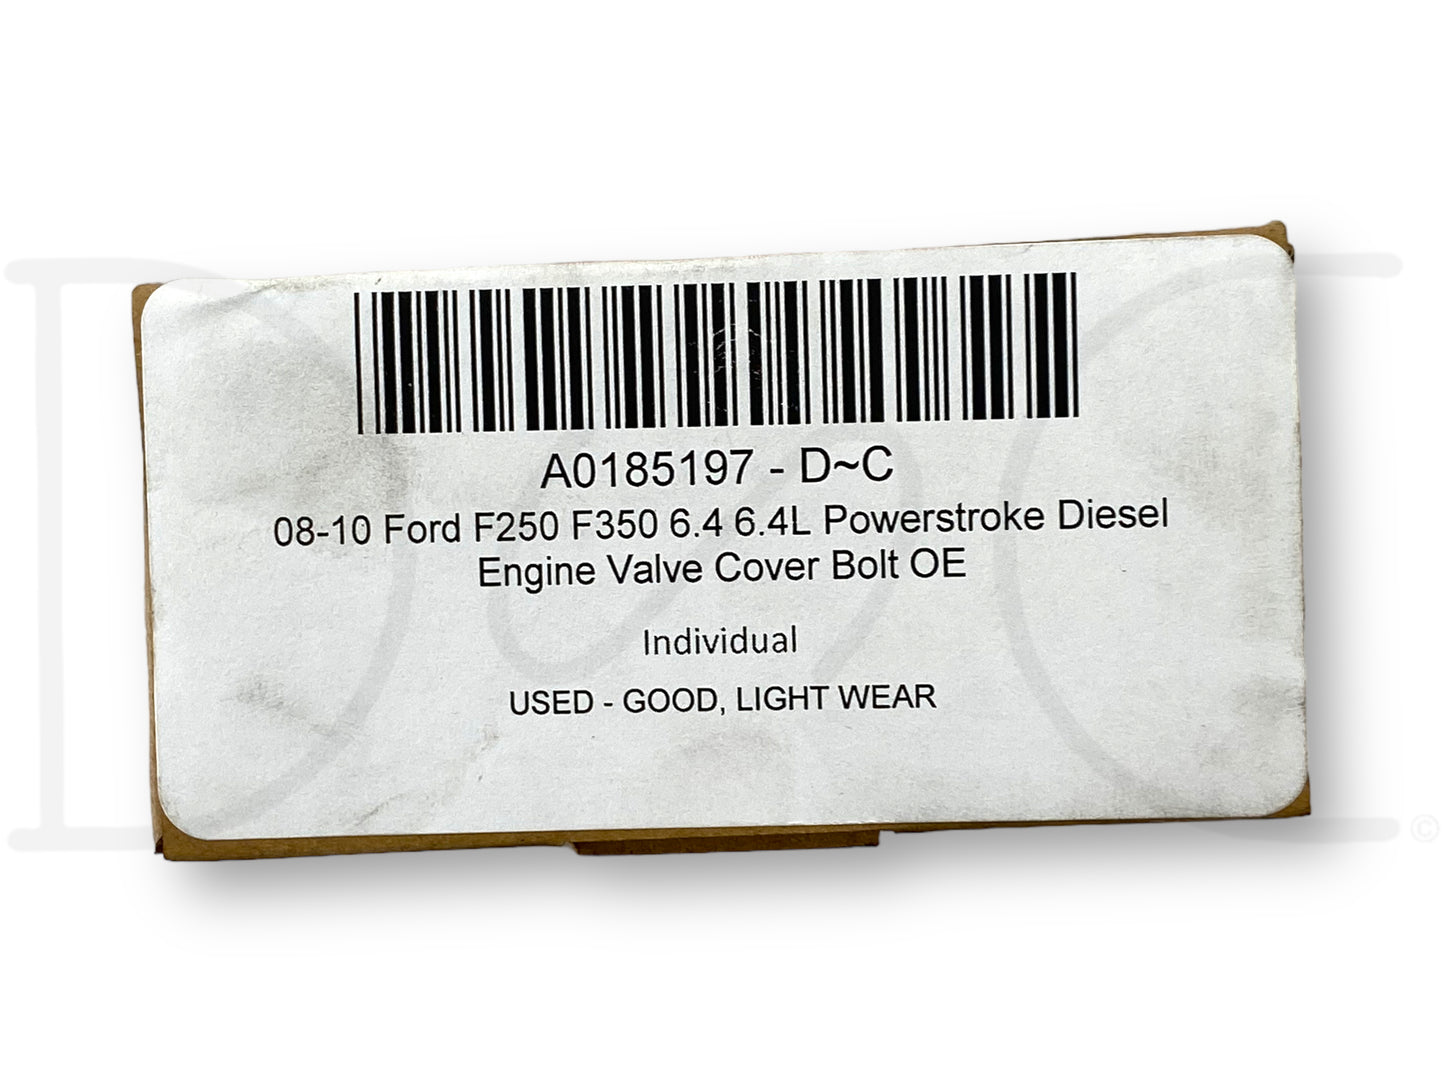 A0185197 - D~C
08-10 Ford F250 F350 6.4 6.4L Powerstroke Diesel
Engine Valve Cover Bolt OE
Individual
USED - GOOD, LIGHT WEAR
D~C ©